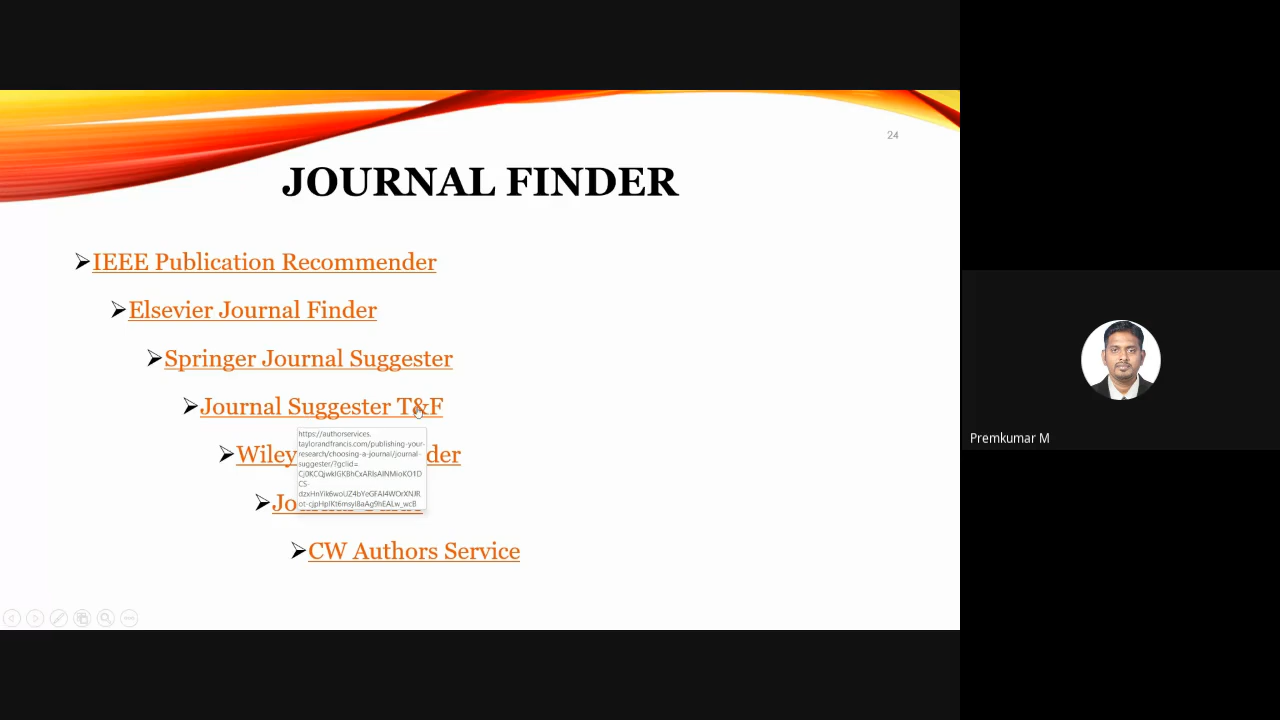 24
JOURNAL FINDER
➢IEEE Publication Recommender
➢Elsevier Journal Finder
➢Springer Journal Suggester
➢Journal Suggester T&F
https://authorservices.
taylorandfrancis.com/publishing-your-
research/choosing-a-journal/journal-
suggester/?gclid=
➢Wiley der
➢Jo
➢CW Authors Service
Premkumar M